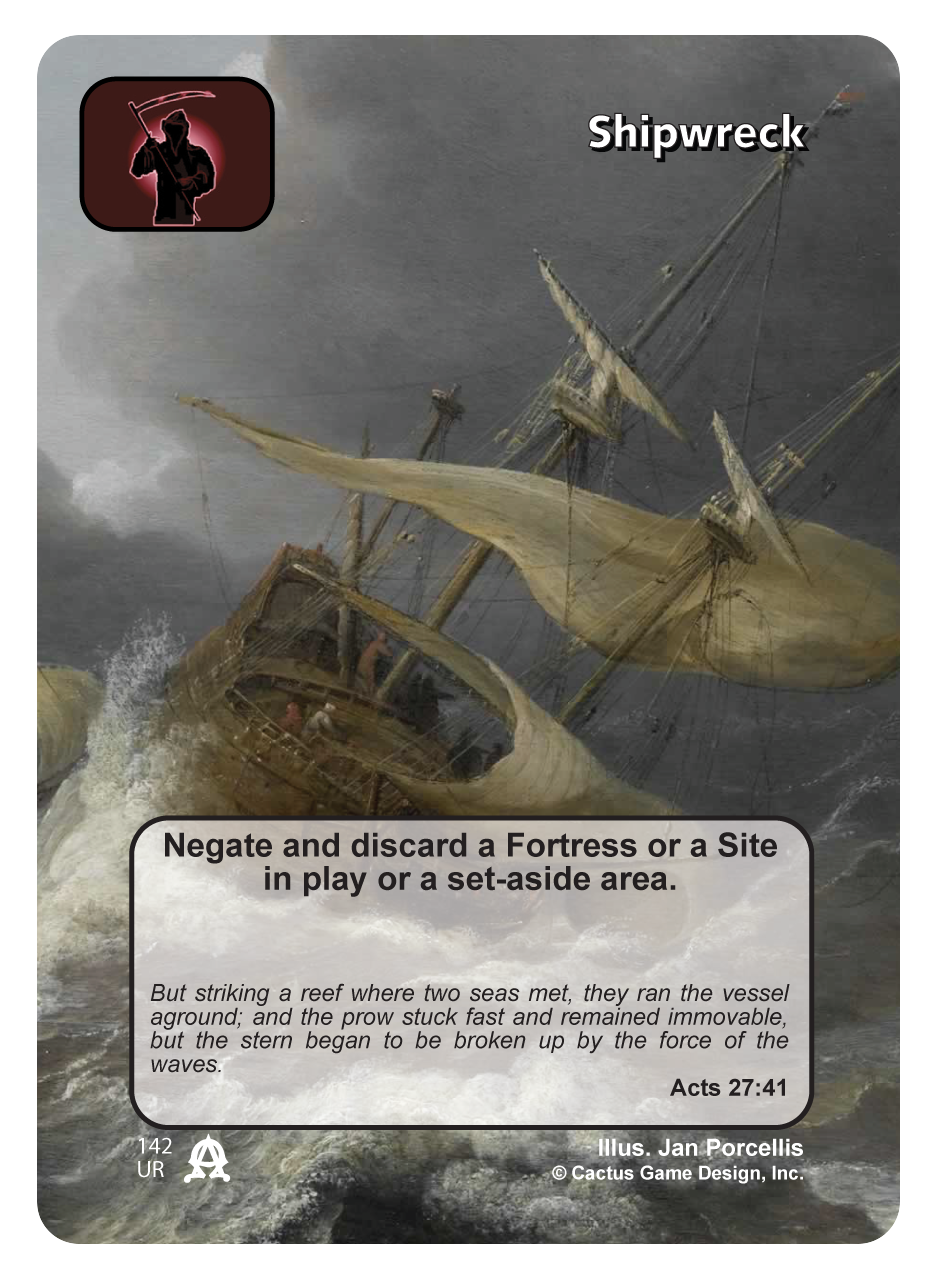 Shipwreck
Negate and discard a Fortress or a Site
in play or a set-aside area.
But striking a reef where two seas met, they ran the vessel
aground; and the prow stuck fast and remained immovable,
but the stern began to be broken up by the force of the
waves.
Acts 27:41
142
UR
Illus. Jan Porcellis
© Cactus Game Design, Inc.